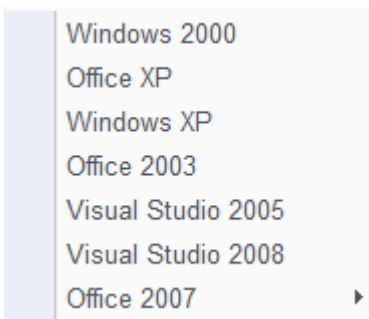 Windows 2000
Office XP
Windows XP
Office 2003
Visual Studio 2005
Visual Studio 2008
Office 2007